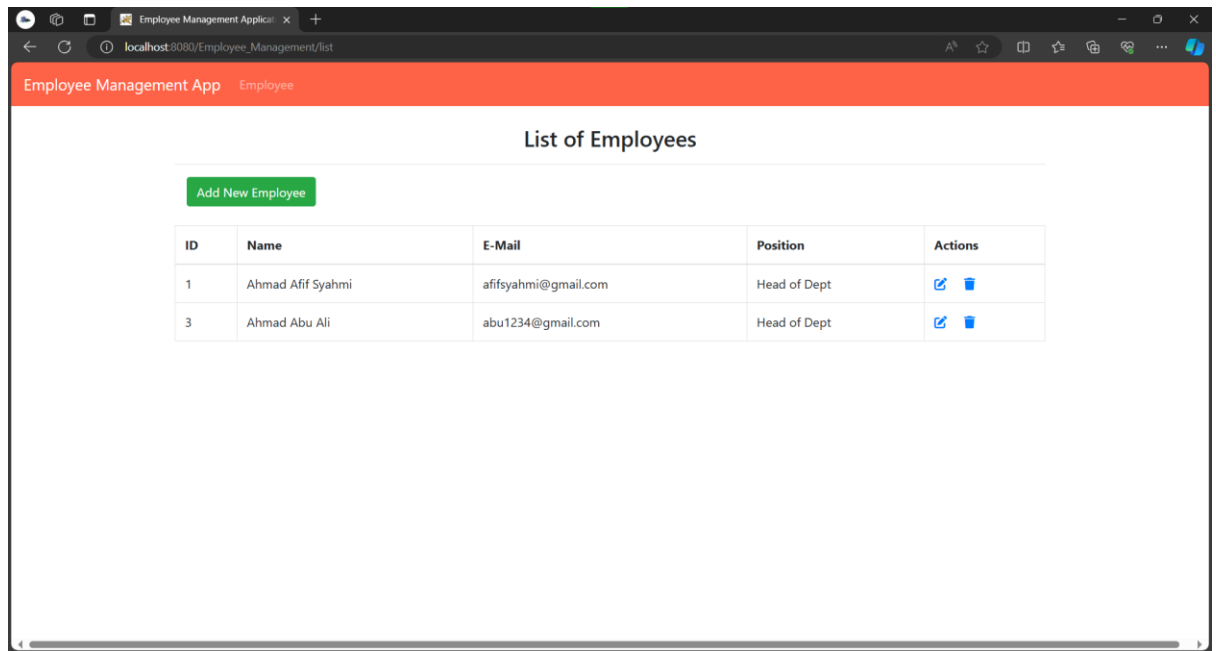 Employee Management Applicat
localhost:8080/Employee_Management/list
Employee Management App Employee
List of Employees
Add New Employee
ID Name E-Mail Position Actions
1 Ahmad Afif Syahmi afifsyahmi@gmail.com Head of Dept
3 Ahmad Abu Ali abu1234@gmail.com Head of Dept